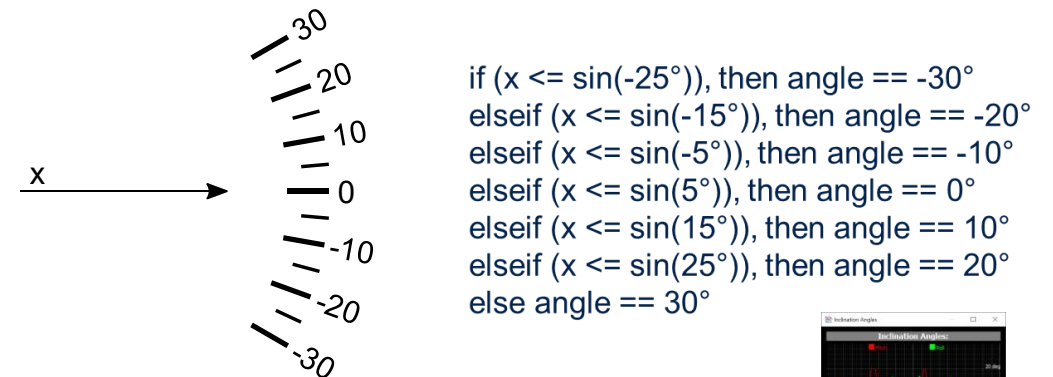 x
30
20
10
0
-10
-20
-30
if (x <= sin(-25°)), then angle == -30°
elseif (x <= sin(-15°)), then angle == -20°
elseif (x <= sin(-5°)), then angle == -10°
elseif (x <= sin(5°)), then angle == 0°
elseif (x <= sin(15°)), then angle == 10°
elseif (x <= sin(25°)), then angle == 20°
else angle == 30°
Inclination Angles
Inclination Angles:
20 deg